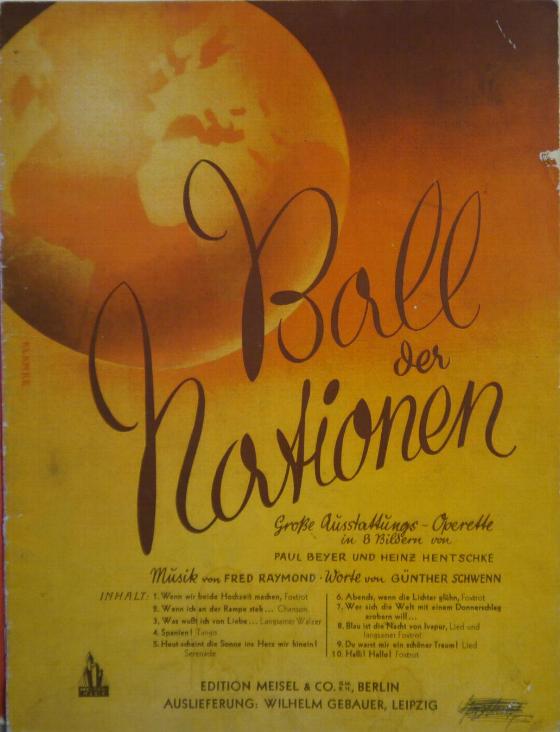 Ball
der
Nationen
Große Ausstattungs-Operette
in 8 Bildern von
PAUL BEYER UND HEINZ HENTSCHKE
Musik von FRED RAYMOND · Worte von GÜNTHER SCHWENN
INHALT: 1. Wenn wir beide Hochzeit machen, Foxtrot
2. Wenn ich an der Rampe steh... Chanson
3. Was wißt ihr von Liebe... Langsamer Walzer
4. Spanien! Tango
5. Heut scheint die Sonne ins Herz mir hinein!
Serenade
6. Abends, wenn die Lichter glühn, Foxtrot
7. Wer sich die Welt mit einem Donnerschlag
erobern will...
8. Blau ist die Nacht von Ivapur, Lied und
langsamer Foxtrot
9. Du warst mir ein schöner Traum! Lied
10. Halli! Hallo! Foxtrot
EDITION MEISEL & CO. G.M.B.H., BERLIN
AUSLIEFERUNG: WILHELM GEBAUER, LEIPZIG